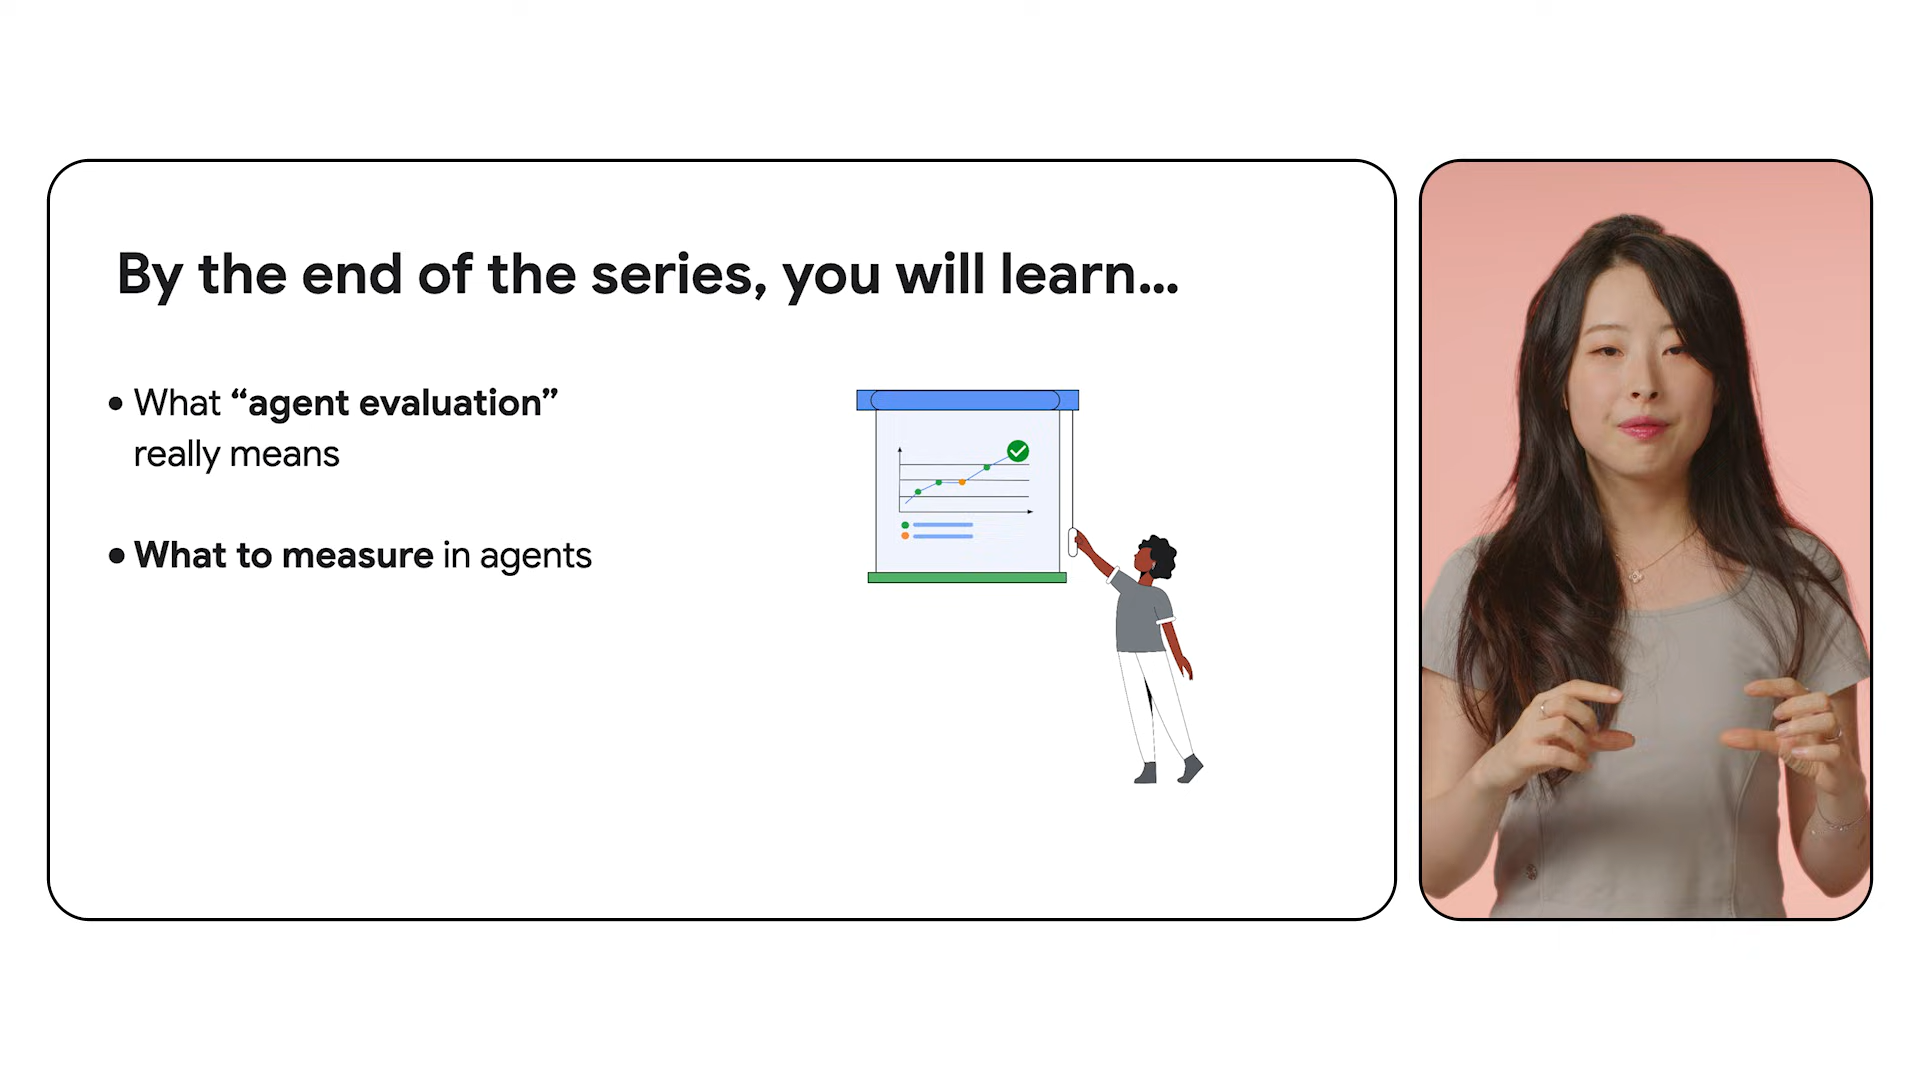 By the end of the series, you will learn...
• What “agent evaluation”
really means
• What to measure in agents